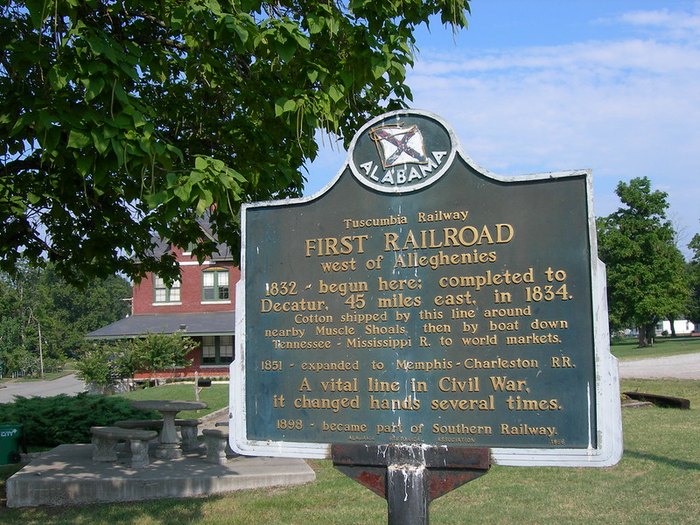 ALABAMA
Tuscumbia Railway
FIRST RAILROAD
west of Alleghenies
1832 - begun here; completed to
Decatur, 45 miles east, in 1834.
Cotton shipped by this line around
nearby Muscle Shoals, then by boat down
Tennessee - Mississippi R. to world markets.
1851 - expanded to Memphis-Charleston RR.
A vital line in Civil War,
it changed hands several times.
1898 - became part of Southern Railway.
ASSOCIATION
CITY